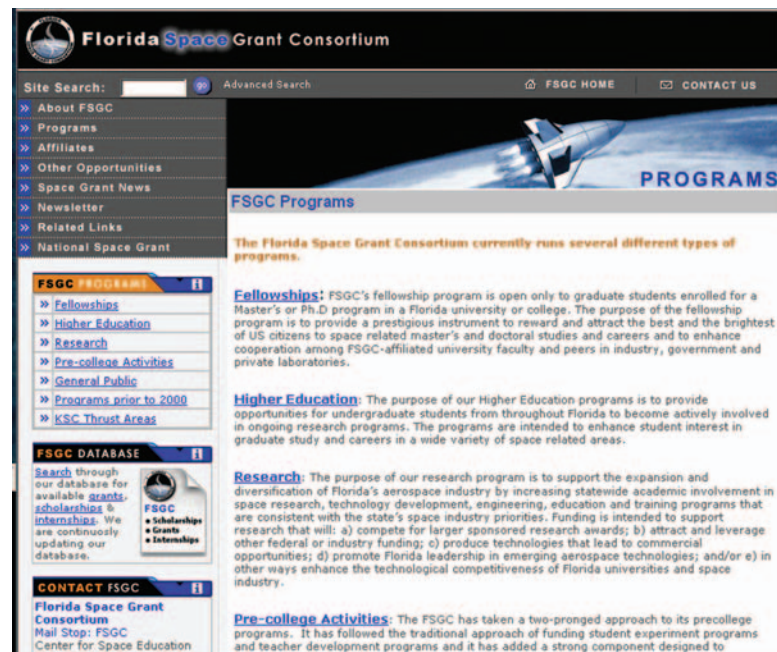 Florida Space Grant Consortium
Site Search:
go
Advanced Search
FSGC HOME
CONTACT US
» About FSGC
» Programs
» Affiliates
» Other Opportunities
» Space Grant News
» Newsletter
» Related Links
» National Space Grant
PROGRAMS
FSGC Programs
The Florida Space Grant Consortium currently runs several different types of
programs.
Fellowships: FSGC's fellowship program is open only to graduate students enrolled for a
Master's or Ph.D program in a Florida university or college. The purpose of the fellowship
program is to provide a prestigious instrument to reward and attract the best and the brightest
of US citizens to space related master's and doctoral studies and careers and to enhance
cooperation among FSGC-affiliated university faculty and peers in industry, government and
private laboratories.
Higher Education: The purpose of our Higher Education programs is to provide
opportunities for undergraduate students from throughout Florida to become actively involved
in ongoing research programs. The programs are intended to enhance student interest in
graduate study and careers in a wide variety of space related areas.
Research: The purpose of our research program is to support the expansion and
diversification of Florida's aerospace industry by increasing statewide academic involvement in
space research, technology development, engineering, education and training programs that
are consistent with the state's space industry priorities. Funding is intended to support
research that will: a) compete for larger sponsored research awards; b) attract and leverage
other federal or industry funding; c) produce technologies that lead to commercial
opportunities; d) promote Florida leadership in emerging aerospace technologies; and/or e) in
other ways enhance the technological competitiveness of Florida universities and space
industry.
Pre-college Activities: The FSGC has taken a two-pronged approach to its precollege
programs. It has followed the traditional approach of funding student experiment programs
and teacher development programs and it has added a strong component designed to
FSGC PROGRAMS
» Fellowships
» Higher Education
» Research
» Pre-college Activities
» General Public
» Programs prior to 2000
» KSC Thrust Areas
FSGC DATABASE
Search through
our database for
available grants,
scholarships &
internships. We
are continuosly
updating our
database.
FSGC
• Scholarships
• Grants
• Internships
CONTACT FSGC
Florida Space Grant
Consortium
Mail Stop: FSGC
Center for Space Education